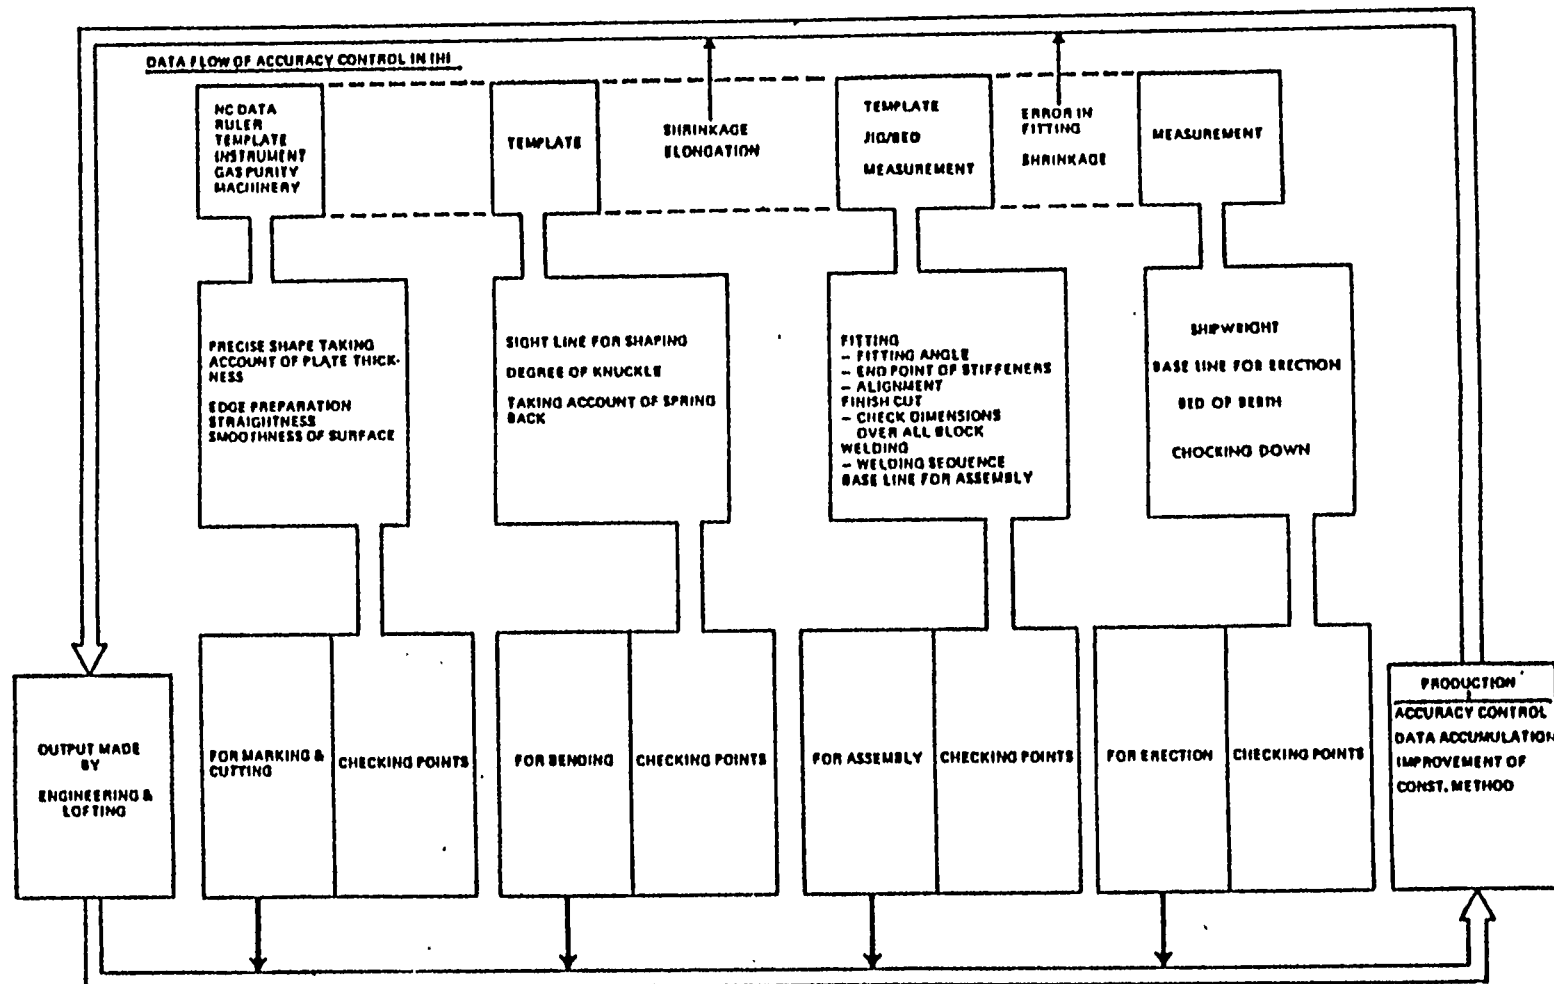 DATA FLOW OF ACCURACY CONTROL IN IHI
NC DATA
RULER
TEMPLATE
INSTRUMENT
GAS PURITY
MACHINERY
TEMPLATE
SHRINKAGE
ELONGATION
TEMPLATE
JIG/BED
MEASUREMENT
ERROR IN
FITTING
SHRINKAGE
MEASUREMENT
PRECISE SHAPE TAKING
ACCOUNT OF PLATE THICK-
NESS
EDGE PREPARATION
STRAIGHTNESS
SMOOTHNESS OF SURFACE
SIGHT LINE FOR SHAPING
DEGREE OF KNUCKLE
TAKING ACCOUNT OF SPRING
BACK
FITTING
– FITTING ANGLE
– END POINT OF STIFFENERS
– ALIGNMENT
FINISH CUT
– CHECK DIMENSIONS
OVER ALL BLOCK
WELDING
– WELDING SEQUENCE
BASE LINE FOR ASSEMBLY
SHIPWRIGHT
BASE LINE FOR ERECTION
BED OF BERTH
CHOCKING DOWN
OUTPUT MADE
BY
ENGINEERING &
LOFTING
FOR MARKING &
CUTTING
CHECKING POINTS
FOR BENDING
CHECKING POINTS
FOR ASSEMBLY
CHECKING POINTS
FOR ERECTION
CHECKING POINTS
PRODUCTION
ACCURACY CONTROL
DATA ACCUMULATION
IMPROVEMENT OF
CONST. METHOD